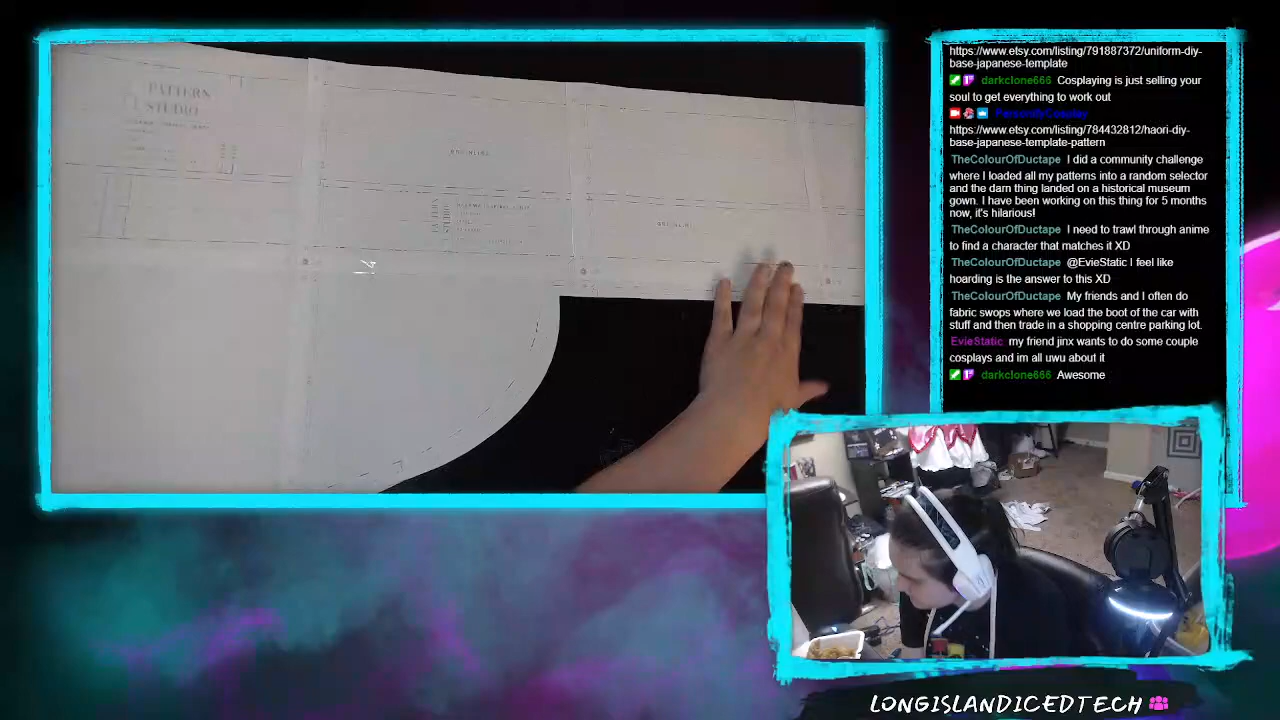 PATTERN
STUDIO
14
https://www.etsy.com/listing/791887372/uniform-diy-
base-japanese-template
darkclone666 Cosplaying is just selling your
soul to get everything to work out
PersonifyCosplay
https://www.etsy.com/listing/784432812/haori-diy-
base-japanese-template-pattern
TheColourOfDuctape I did a community challenge
where I loaded all my patterns into a random selector
and the darn thing landed on a historical museum
gown. I have been working on this thing for 5 months
now, it's hilarious!
TheColourOfDuctape I need to trawl through anime
to find a character that matches it XD
TheColourOfDuctape @EvieStatic I feel like
hoarding is the answer to this XD
TheColourOfDuctape My friends and I often do
fabric swops where we load the boot of the car with
stuff and then trade in a shopping centre parking lot.
EvieStatic my friend jinx wants to do some couple
cosplays and im all uwu about it
darkclone666 Awesome
LONGISLANDICEDTECH